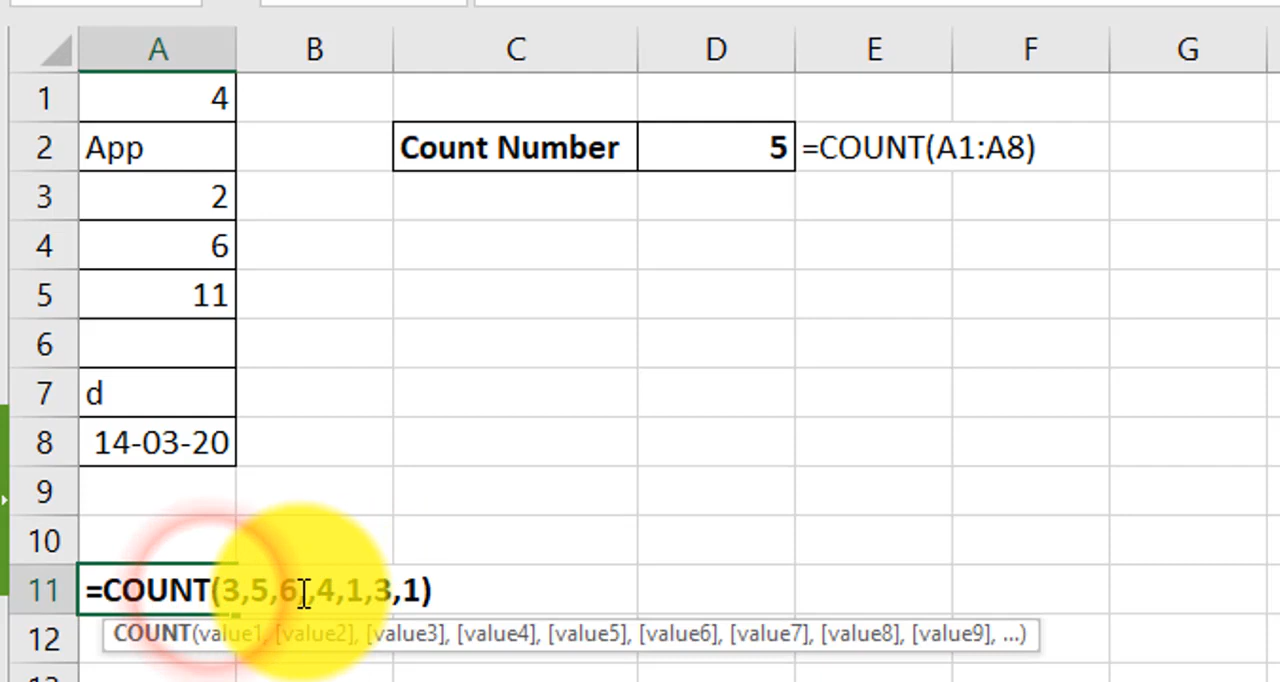 A B C D E F G
1 4
2 App Count Number 5 =COUNT(A1:A8)
3 2
4 6
5 11
6
7 d
8 14-03-20
9
10
11 =COUNT(3,5,6,,4,1,3,1)
12 COUNT(value1, [value2], [value3], [value4], [value5], [value6], [value7], [value8], [value9], ...)
13